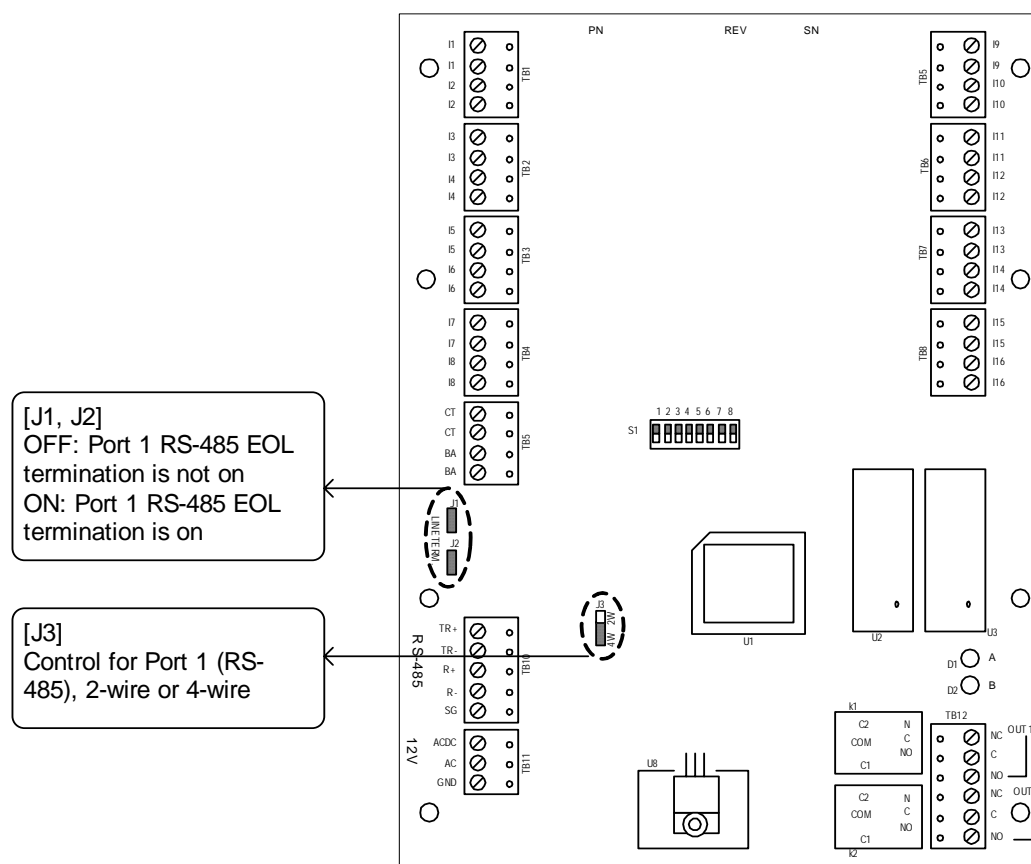 PN REV SN
I1
I1
I2
I2
TB1
I3
I3
I4
I4
TB2
I5
I5
I6
I6
TB3
I7
I7
I8
I8
TB4
CT
CT
BA
BA
TB5
I9
I9
I10
I10
TB5
I11
I11
I12
I12
TB6
I13
I13
I14
I14
TB7
I15
I15
I16
I16
TB8
S1
1 2 3 4 5 6 7 8
[J1, J2]
OFF: Port 1 RS-485 EOL
termination is not on
ON: Port 1 RS-485 EOL
termination is on
J1
LINETERM
J2
[J3]
Control for Port 1 (RS-
485), 2-wire or 4-wire
J3
4W 2W
RS-485
TR+
TR-
R+
R-
SG
TB10
12V
ACDC
AC
GND
TB11
U1
U2
U3
D1 A
D2 B
U8
k1
C2 N
COM C
NO
C1
C2 N
COM C
NO
C1
k2
TB12
NC OUT 1
C
NO
NC OUT
C
NO